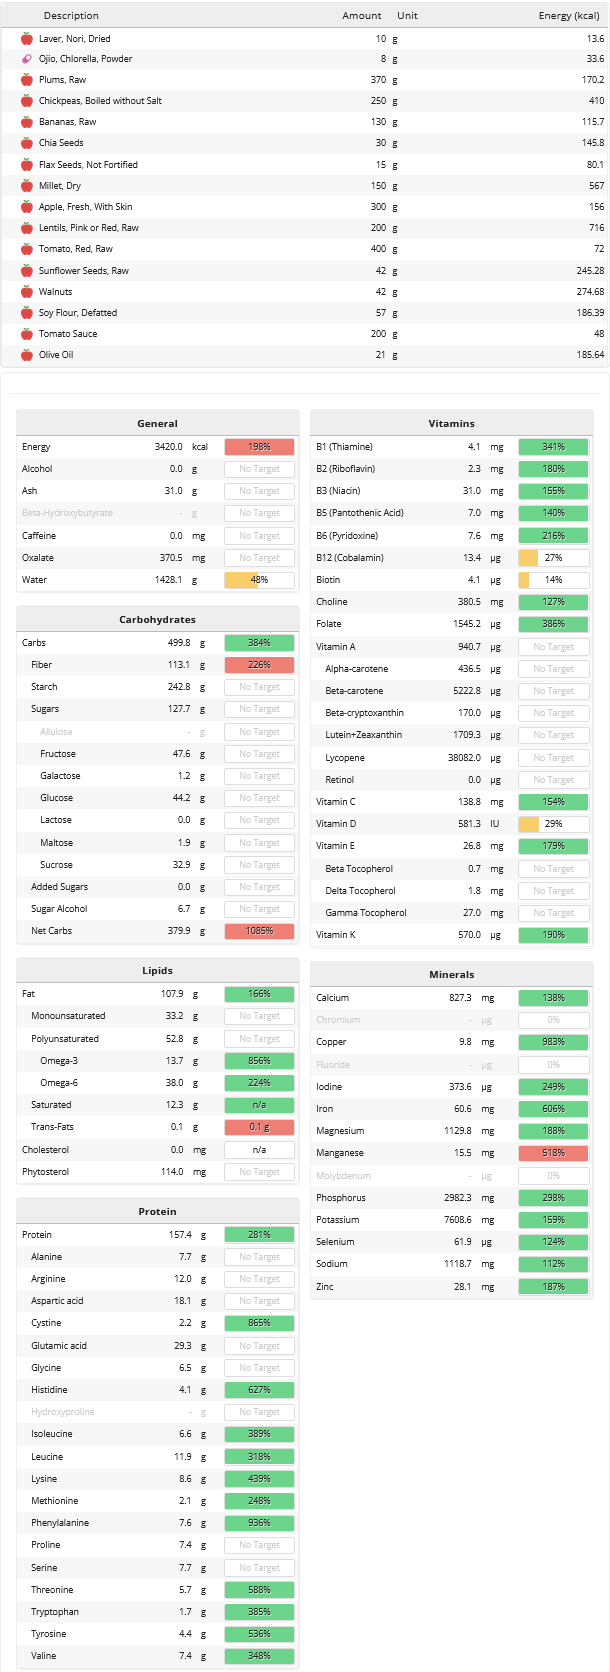 Description Amount Unit Energy (kcal)
Laver, Nori, Dried 10 g 13.6
Ojio, Chlorella, Powder 8 g 33.6
Plums, Raw 370 g 170.2
Chickpeas, Boiled without Salt 250 g 410
Bananas, Raw 130 g 115.7
Chia Seeds 30 g 145.8
Flax Seeds, Not Fortified 15 g 80.1
Millet, Dry 150 g 567
Apple, Fresh, With Skin 300 g 156
Lentils, Pink or Red, Raw 200 g 716
Tomato, Red, Raw 400 g 72
Sunflower Seeds, Raw 42 g 245.28
Walnuts 42 g 274.68
Soy Flour, Defatted 57 g 186.39
Tomato Sauce 200 g 48
Olive Oil 21 g 185.64
General
Energy 3420.0 kcal 198%
Alcohol 0.0 g No Target
Ash 31.0 g No Target
Beta-Hydroxybutyrate - g No Target
Caffeine 0.0 mg No Target
Oxalate 370.5 mg No Target
Water 1428.1 g 48%
Carbohydrates
Carbs 499.8 g 384%
Fiber 113.1 g 226%
Starch 242.8 g No Target
Sugars 127.7 g No Target
Allulose - g No Target
Fructose 47.6 g No Target
Galactose 1.2 g No Target
Glucose 44.2 g No Target
Lactose 0.0 g No Target
Maltose 1.9 g No Target
Sucrose 32.9 g No Target
Added Sugars 0.0 g No Target
Sugar Alcohol 6.7 g No Target
Net Carbs 379.9 g 1085%
Lipids
Fat 107.9 g 166%
Monounsaturated 33.2 g No Target
Polyunsaturated 52.8 g No Target
Omega-3 13.7 g 856%
Omega-6 38.0 g 224%
Saturated 12.3 g n/a
Trans-Fats 0.1 g 0.1 g
Cholesterol 0.0 mg n/a
Phytosterol 114.0 mg No Target
Protein
Protein 157.4 g 281%
Alanine 7.7 g No Target
Arginine 12.0 g No Target
Aspartic acid 18.1 g No Target
Cystine 2.2 g 865%
Glutamic acid 29.3 g No Target
Glycine 6.5 g No Target
Histidine 4.1 g 627%
Hydroxyproline - g No Target
Isoleucine 6.6 g 389%
Leucine 11.9 g 318%
Lysine 8.6 g 439%
Methionine 2.1 g 248%
Phenylalanine 7.6 g 936%
Proline 7.4 g No Target
Serine 7.7 g No Target
Threonine 5.7 g 588%
Tryptophan 1.7 g 385%
Tyrosine 4.4 g 536%
Valine 7.4 g 348%
Vitamins
B1 (Thiamine) 4.1 mg 341%
B2 (Riboflavin) 2.3 mg 180%
B3 (Niacin) 31.0 mg 155%
B5 (Pantothenic Acid) 7.0 mg 140%
B6 (Pyridoxine) 7.6 mg 216%
B12 (Cobalamin) 13.4 µg 27%
Biotin 4.1 µg 14%
Choline 380.5 mg 127%
Folate 1545.2 µg 386%
Vitamin A 940.7 µg No Target
Alpha-carotene 436.5 µg No Target
Beta-carotene 5222.8 µg No Target
Beta-cryptoxanthin 170.0 µg No Target
Lutein+Zeaxanthin 1709.3 µg No Target
Lycopene 38082.0 µg No Target
Retinol 0.0 µg No Target
Vitamin C 138.8 mg 154%
Vitamin D 581.3 IU 29%
Vitamin E 26.8 mg 179%
Beta Tocopherol 0.7 mg No Target
Delta Tocopherol 1.8 mg No Target
Gamma Tocopherol 27.0 mg No Target
Vitamin K 570.0 µg 190%
Minerals
Calcium 827.3 mg 138%
Chromium - µg 0%
Copper 9.8 mg 983%
Fluoride - µg 0%
Iodine 373.6 µg 249%
Iron 60.6 mg 606%
Magnesium 1129.8 mg 188%
Manganese 15.5 mg 518%
Molybdenum - µg 0%
Phosphorus 2982.3 mg 298%
Potassium 7608.6 mg 159%
Selenium 61.9 µg 124%
Sodium 1118.7 mg 112%
Zinc 28.1 mg 187%